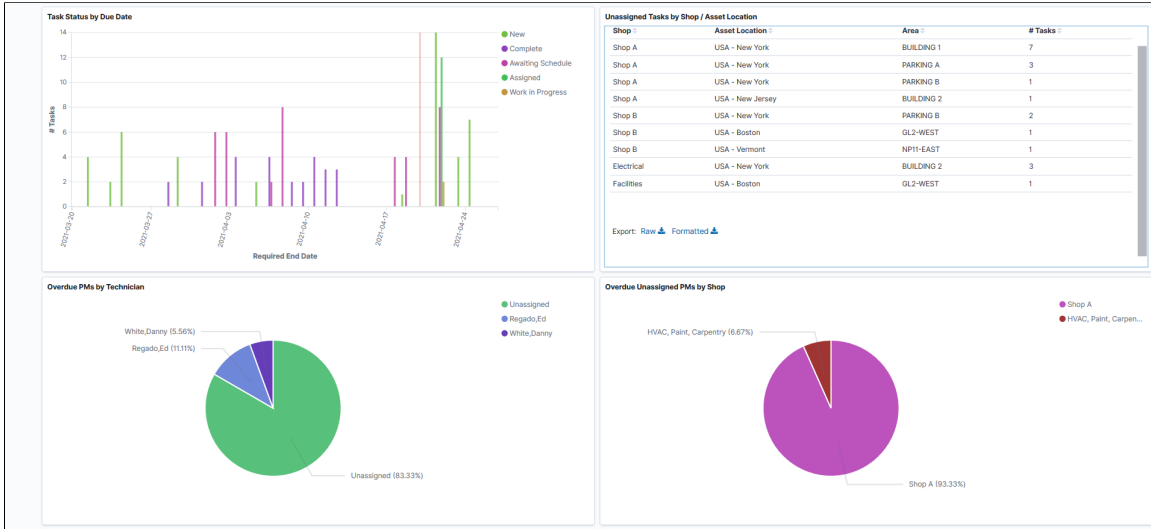 Task Status by Due Date
14
12
10
8
6
4
2
0
# Tasks
2021-03-20
2021-03-27
2021-04-03
2021-04-10
2021-04-17
2021-04-24
Required End Date
New
Complete
Awaiting Schedule
Assigned
Work in Progress
Unassigned Tasks by Shop / Asset Location
Shop Asset Location Area # Tasks
Shop A USA - New York BUILDING 1 7
Shop A USA - New York PARKING A 3
Shop A USA - New York PARKING B 1
Shop A USA - New Jersey BUILDING 2 1
Shop B USA - New York PARKING B 2
Shop B USA - Boston GL2-WEST 1
Shop B USA - Vermont NP11-EAST 1
Electrical USA - New York BUILDING 2 3
Facilities USA - Boston GL2-WEST 1
Export: Raw Formatted
Overdue PMs by Technician
Unassigned
Regado,Ed
White,Danny
White,Danny (5.56%)
Regado,Ed (11.11%)
Unassigned (83.33%)
Overdue Unassigned PMs by Shop
Shop A
HVAC, Paint, Carpen...
HVAC, Paint, Carpentry (6.67%)
Shop A (93.33%)